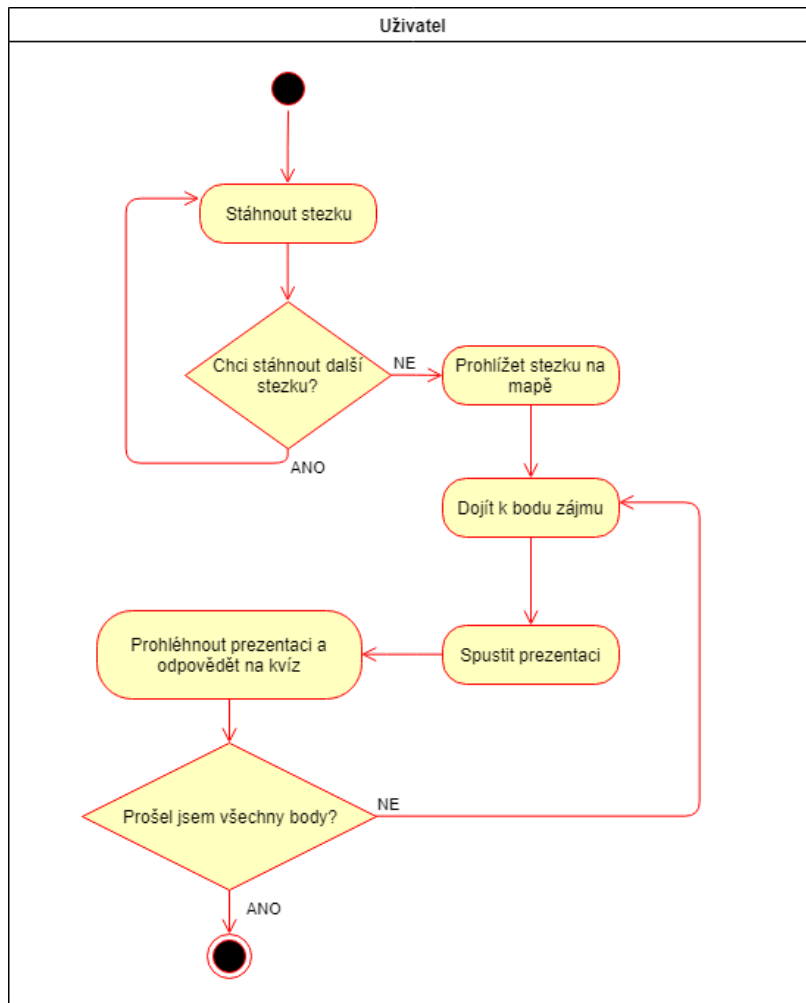 Uživatel
Stáhnout stezku
Chci stáhnout další
stezku?
NE
Prohlížet stezku na
mapě
ANO
Dojít k bodu zájmu
Spustit prezentaci
Prohléhnout prezentaci a
odpovědět na kvíz
Prošel jsem všechny body?
NE
ANO